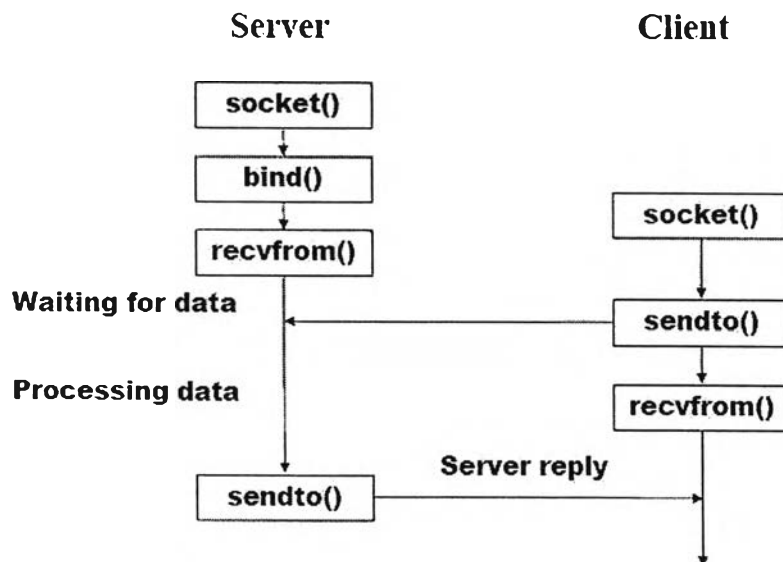 Server
Client
socket()
bind()
socket()
recvfrom()
Waiting for data
sendto()
Processing data
recvfrom()
Server reply
sendto()